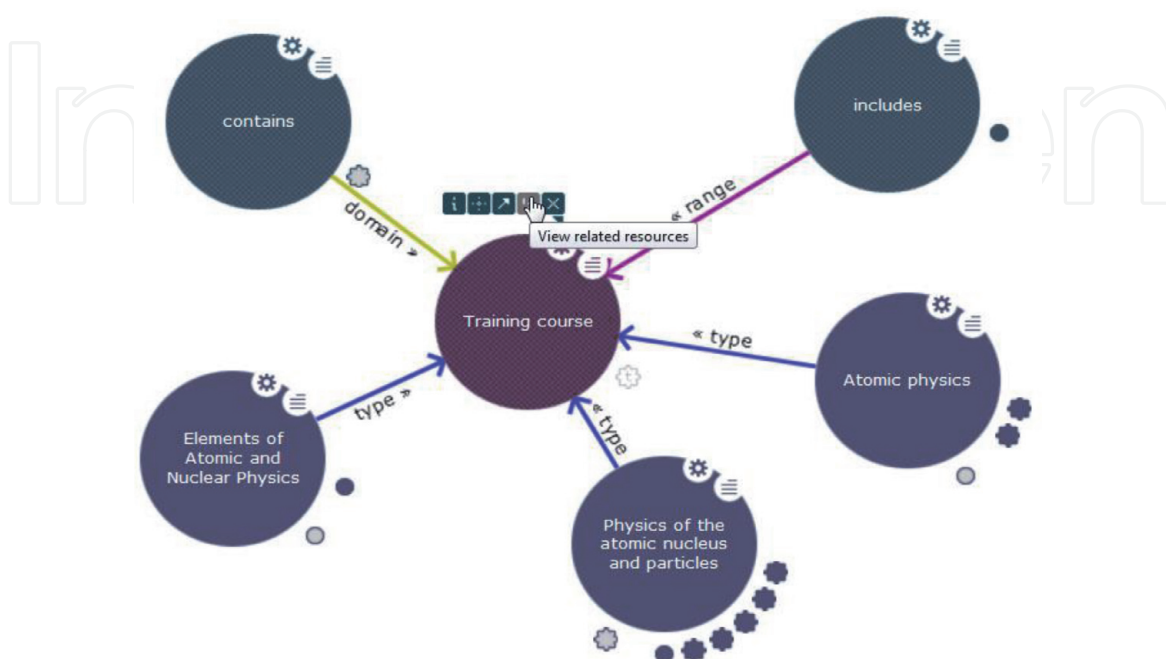 contains
includes
domain »
« range
View related resources
Training course
« type
Atomic physics
type »
« type
Elements of
Atomic and
Nuclear Physics
Physics of the
atomic nucleus
and particles